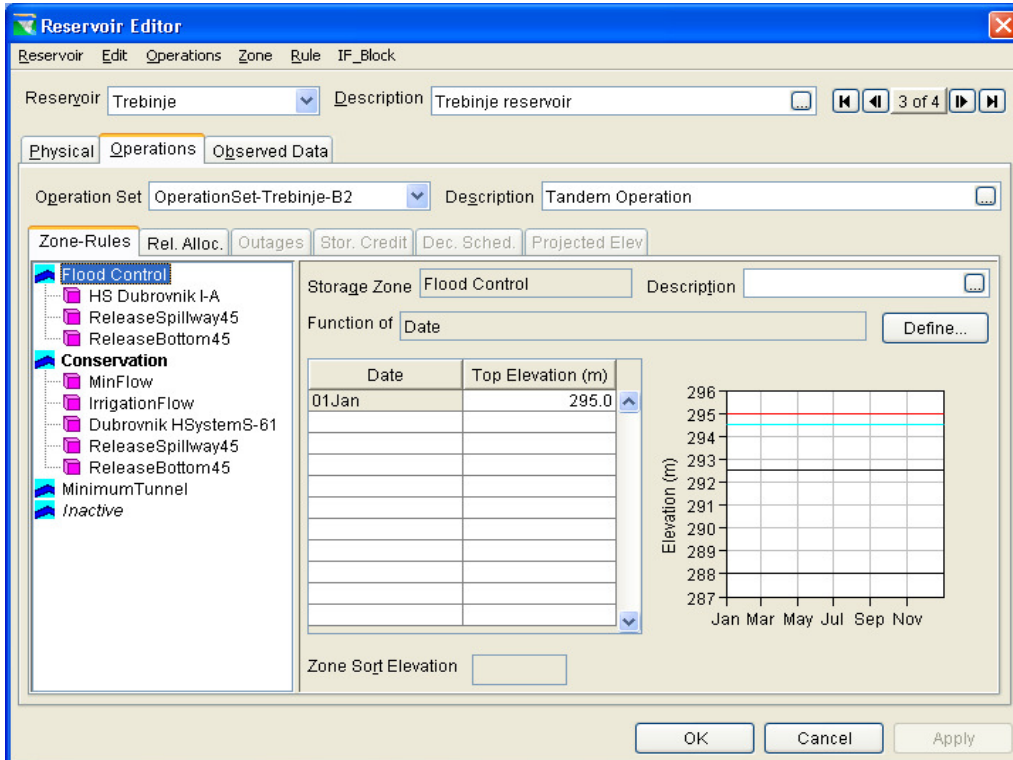 Reservoir Editor
Reservoir Edit Operations Zone Rule IF_Block
Reservoir Trebinje Description Trebinje reservoir ... 3 of 4
Physical Operations Observed Data
Operation Set OperationSet-Trebinje-B2 Description Tandem Operation ...
Zone-Rules Rel. Alloc. Outages Stor. Credit Dec. Sched. Projected Elev
Flood Control
HS Dubrovnik I-A
ReleaseSpillway45
ReleaseBottom45
Conservation
MinFlow
IrrigationFlow
Dubrovnik HSystemS-61
ReleaseSpillway45
ReleaseBottom45
MinimumTunnel
Inactive
Storage Zone Flood Control Description ...
Function of Date Define...
Date Top Elevation (m)
01Jan 295.0
Elevation (m)
296
295
294
293
292
291
290
289
288
287
Jan Mar May Jul Sep Nov
Zone Sort Elevation
OK Cancel Apply